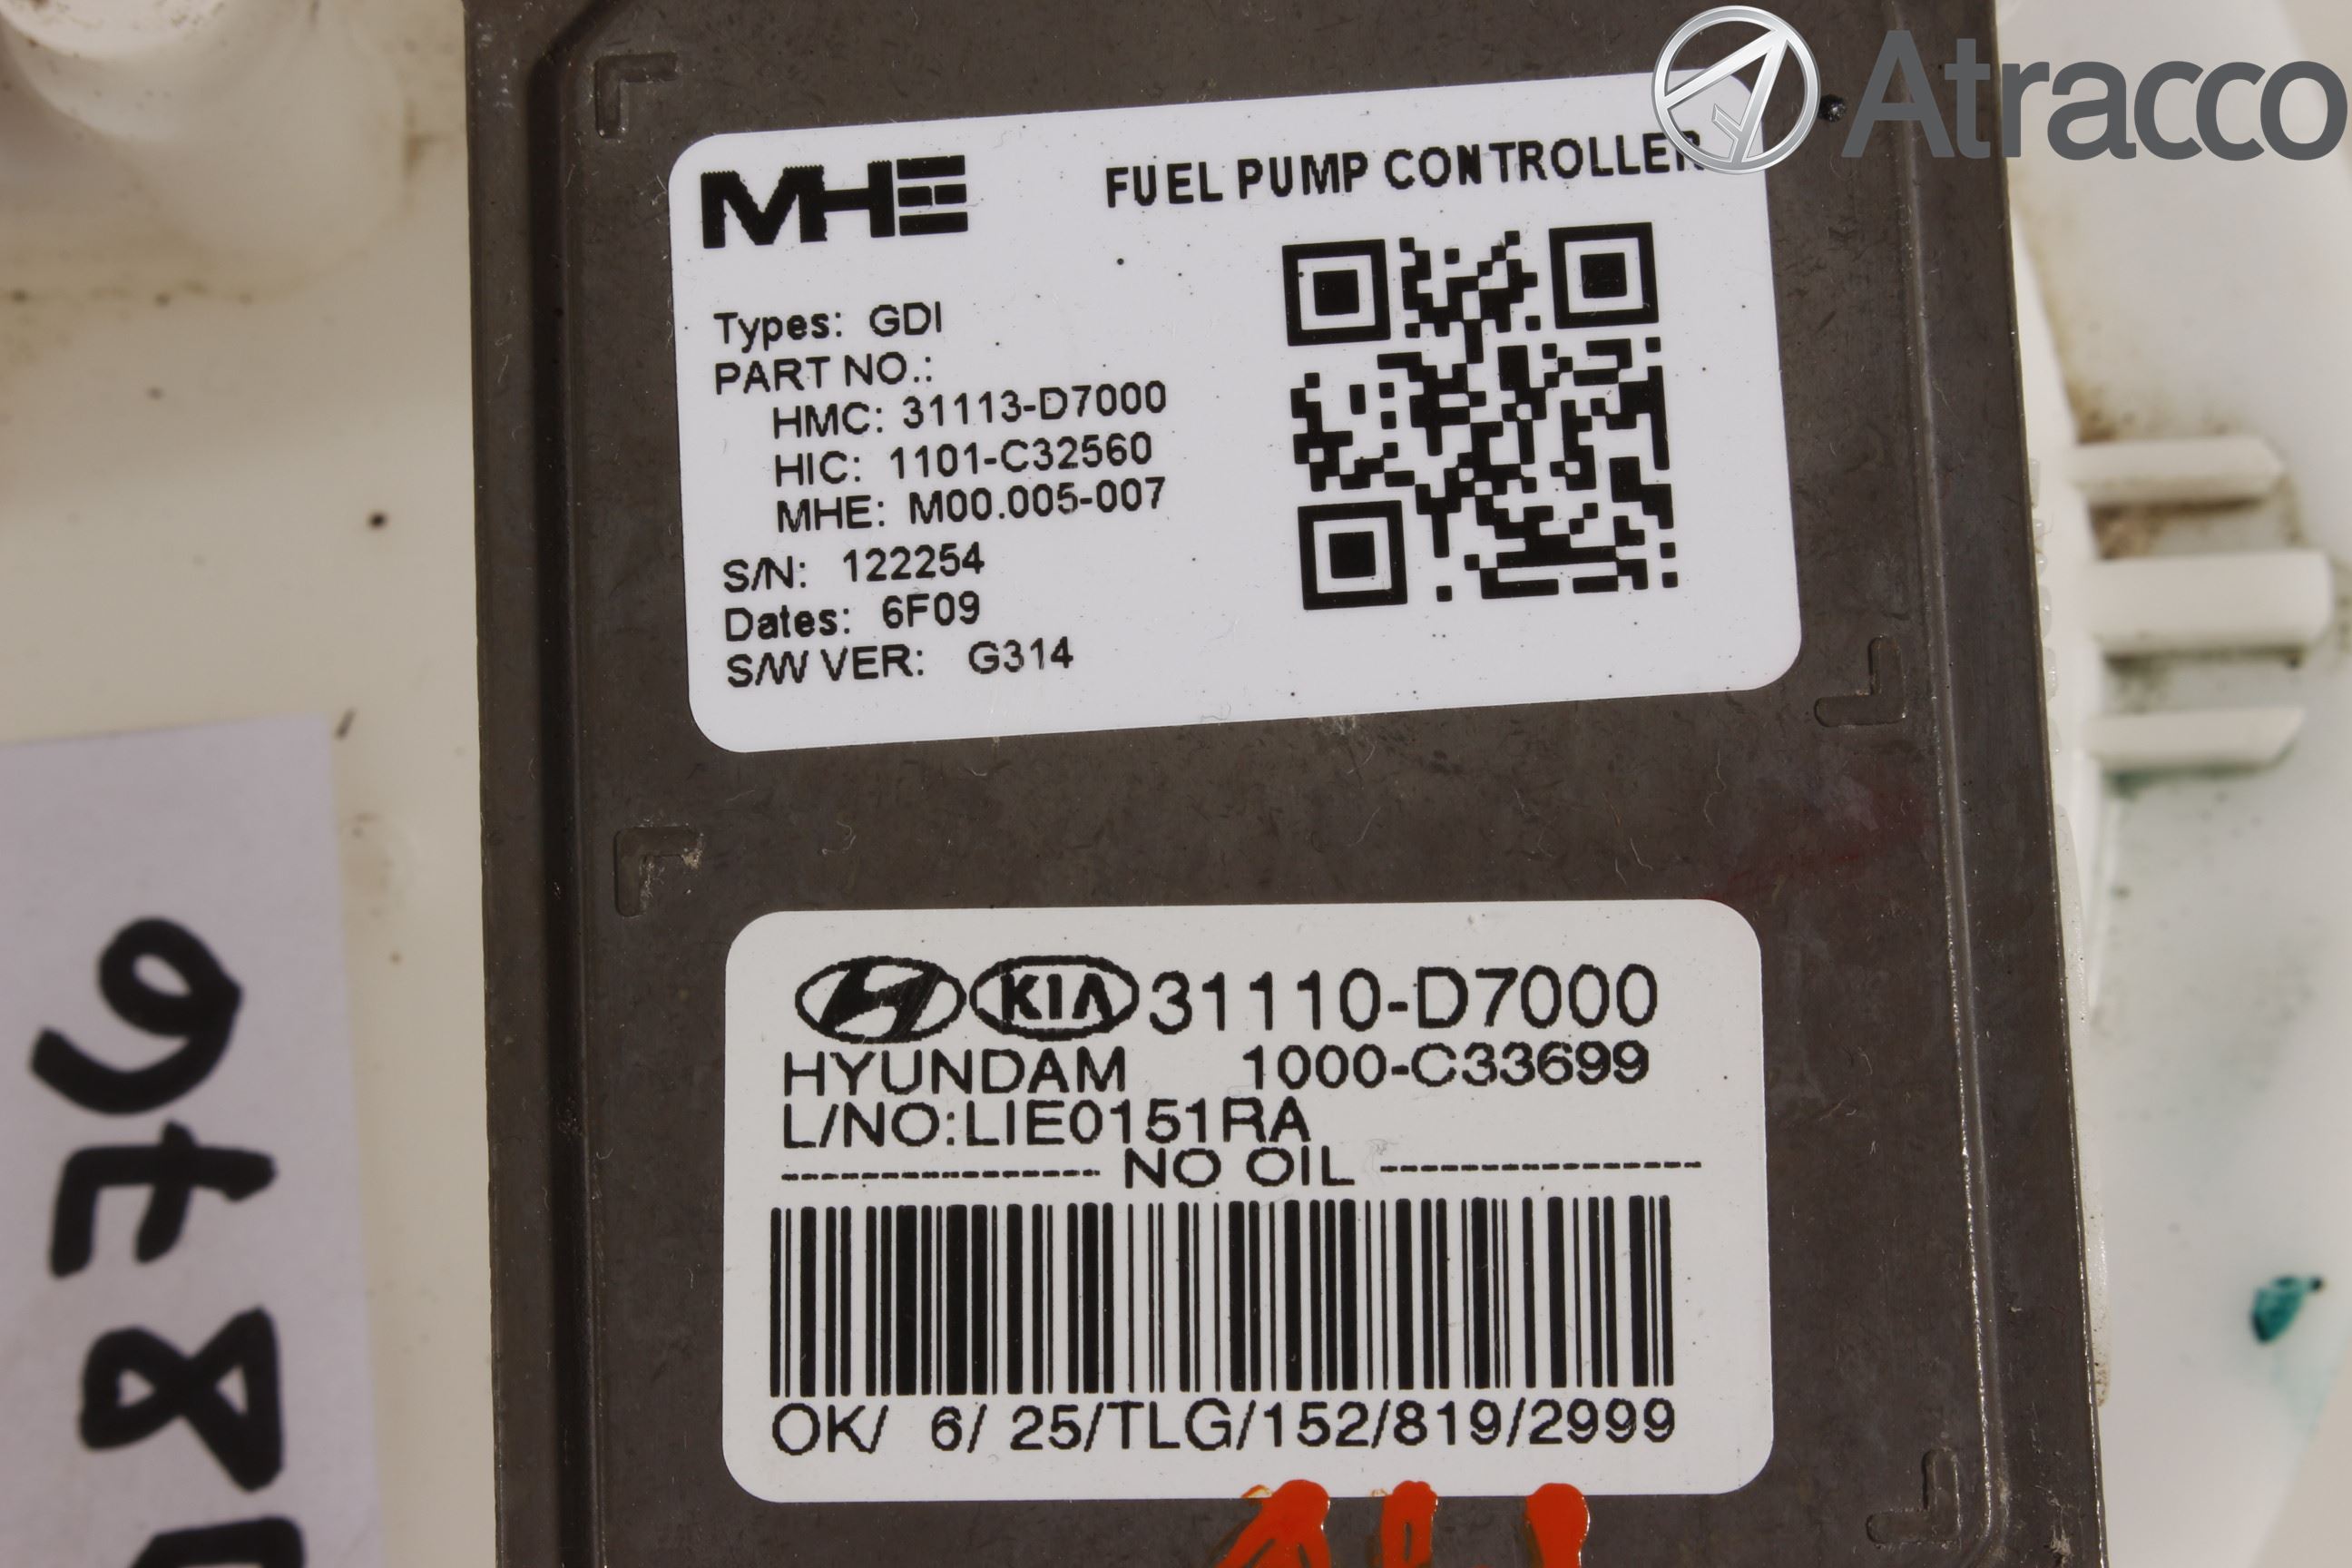 Atracco
MHE FUEL PUMP CONTROLLER
Types: GDI
PART NO.:
HMC: 31113-D7000
HIC: 1101-C32560
MHE: M00.005-007
S/N: 122254
Dates: 6F09
S/W VER: G314
KIA 31110-D7000
HYUNDAM 1000-C33699
L/NO:LIE0151RA
---------------- NO OIL ----------------
OK/ 6/ 25/TLG/152/819/2999